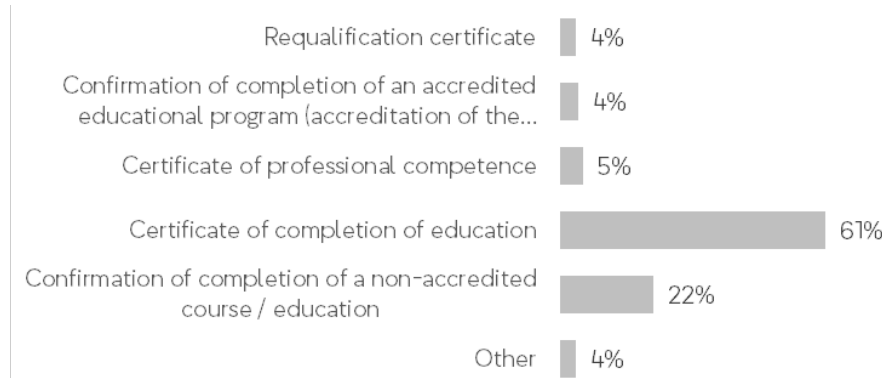 Requalification certificate 4%
Confirmation of completion of an accredited
educational program (accreditation of the... 4%
Certificate of professional competence 5%
Certificate of completion of education 61%
Confirmation of completion of a non-accredited
course / education 22%
Other 4%